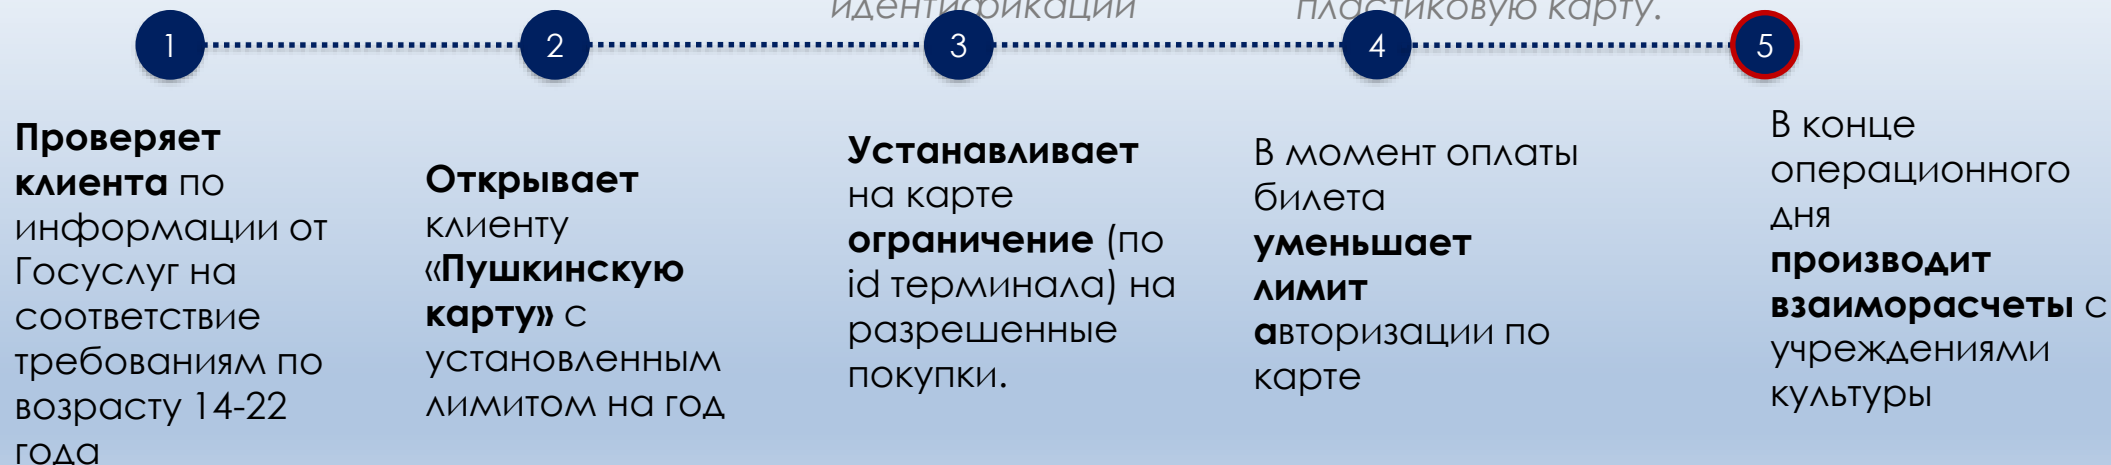 идентификации
пластиковую карту.
1
2
3
4
5
Проверяет
клиента по
информации от
Госуслуг на
соответствие
требованиям по
возрасту 14-22
года
Открывает
клиенту
«Пушкинскую
карту» с
установленным
лимитом на год
Устанавливает
на карте
ограничение (по
id терминала) на
разрешенные
покупки.
В момент оплаты
билета
уменьшает
лимит
авторизации по
карте
В конце
операционного
дня
производит
взаиморасчеты с
учреждениями
культуры